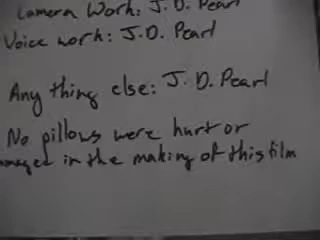 Camera Work: J.D. Pearl
Voice work: J.D. Pearl
Any thing else: J.D. Pearl
No pillows were hurt or
in the making of this film